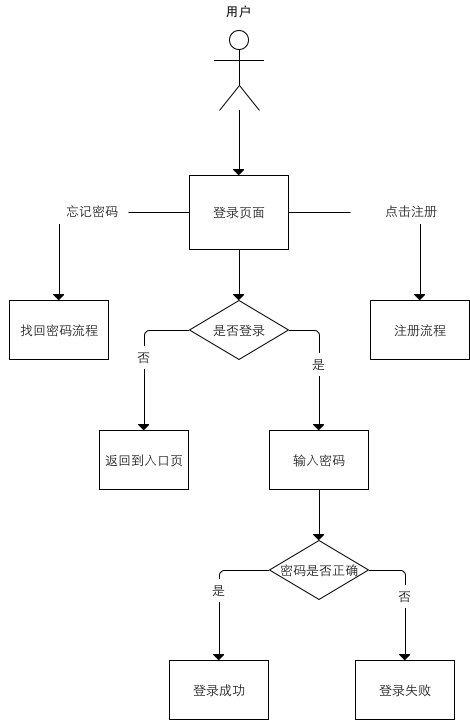 用户
登录页面
忘记密码
点击注册
找回密码流程
是否登录
注册流程
否
是
返回到入口页
输入密码
密码是否正确
是
否
登录成功
登录失败